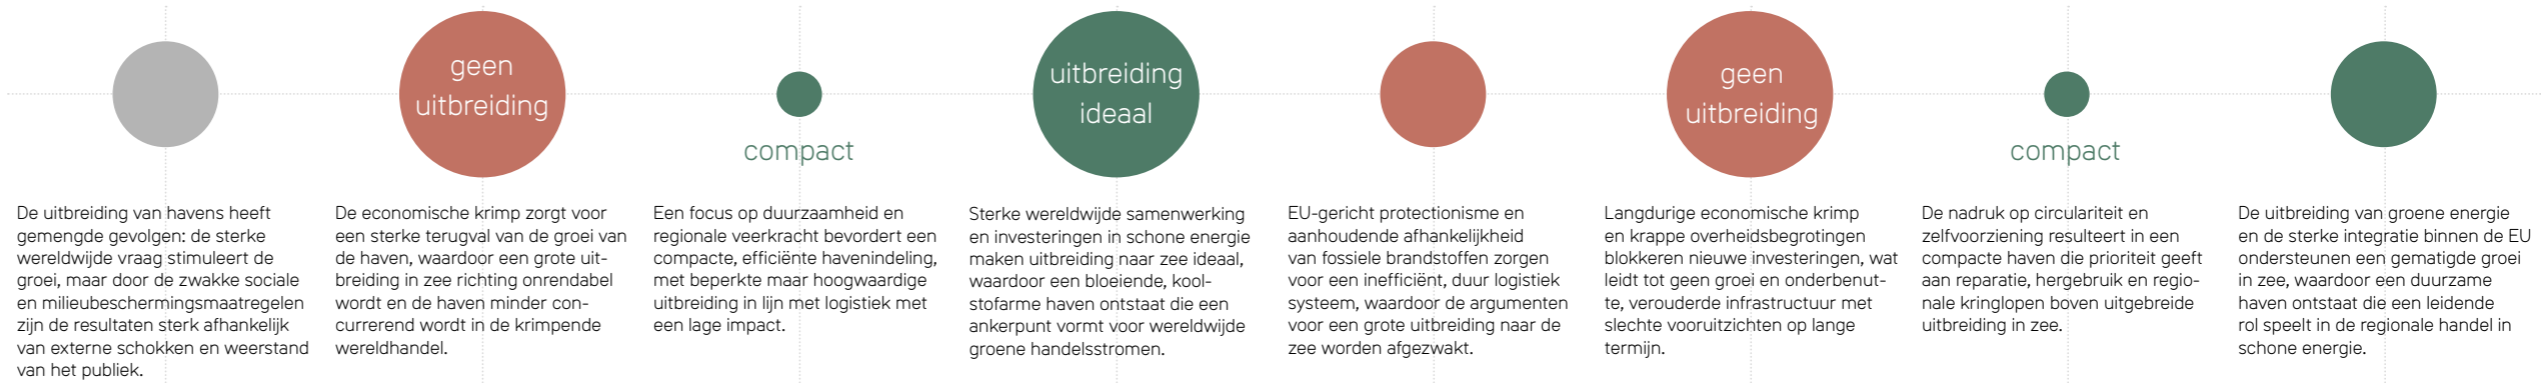 geen
uitbreiding
compact
uitbreiding
ideaal
geen
uitbreiding
compact
De uitbreiding van havens heeft
gemengde gevolgen: de sterke
wereldwijde vraag stimuleert de
groei, maar door de zwakke sociale
en milieubeschermingsmaatregelen
zijn de resultaten sterk afhankelijk
van externe schokken en weerstand
van het publiek.
De economische krimp zorgt voor
een sterke terugval van de groei van
de haven, waardoor een grote uit-
breiding in zee richting onrendabel
wordt en de haven minder con-
currerend wordt in de krimpende
wereldhandel.
Een focus op duurzaamheid en
regionale veerkracht bevordert een
compacte, efficiënte havenindeling,
met beperkte maar hoogwaardige
uitbreiding in lijn met logistiek met
een lage impact.
Sterke wereldwijde samenwerking
en investeringen in schone energie
maken uitbreiding naar zee ideaal,
waardoor een bloeiende, kool-
stofarme haven ontstaat die een
ankerpunt vormt voor wereldwijde
groene handelsstromen.
EU-gericht protectionisme en
aanhoudende afhankelijkheid
van fossiele brandstoffen zorgen
voor een inefficiënt, duur logistiek
systeem, waardoor de argumenten
voor een grote uitbreiding naar de
zee worden afgezwakt.
Langdurige economische krimp
en krappe overheidsbegrotingen
blokkeren nieuwe investeringen, wat
leidt tot geen groei en onderbenut-
te, verouderde infrastructuur met
slechte vooruitzichten op lange
termijn.
De nadruk op circulariteit en
zelfvoorziening resulteert in een
compacte haven die prioriteit geeft
aan reparatie, hergebruik en regio-
nale kringlopen boven uitgebreide
uitbreiding in zee.
De uitbreiding van groene energie
en de sterke integratie binnen de EU
ondersteunen een gematigde groei
in zee, waardoor een duurzame
haven ontstaat die een leidende
rol speelt in de regionale handel in
schone energie.